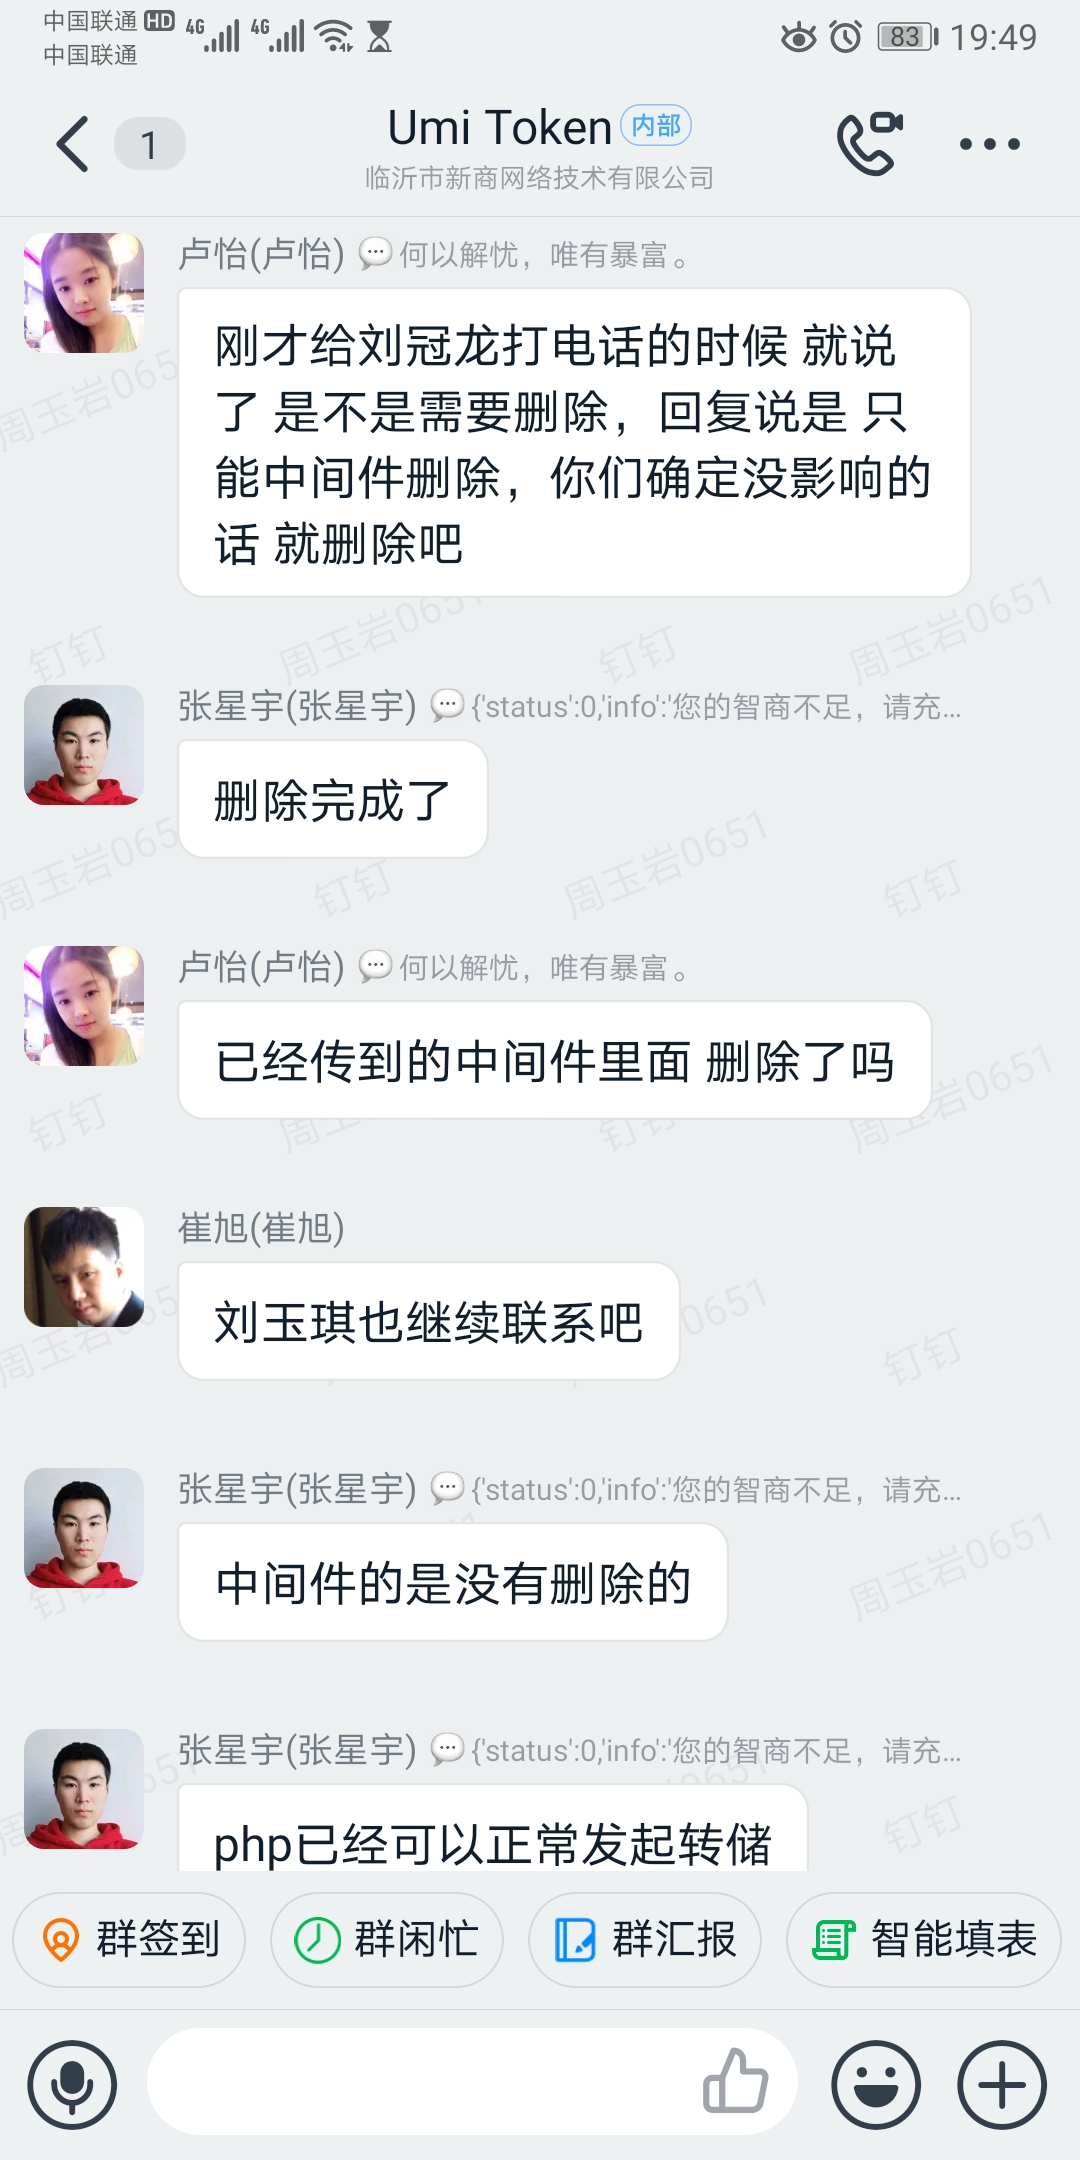 中国联通 HD 4G 4G 83 19:49
中国联通
1 Umi Token 内部
临沂市新商网络技术有限公司
卢怡(卢怡) 何以解忧，唯有暴富。
刚才给刘冠龙打电话的时候 就说
了 是不是需要删除，回复说是 只
能中间件删除，你们确定没影响的
话 就删除吧
张星宇(张星宇) {'status':0,'info':'您的智商不足，请充...
删除完成了
卢怡(卢怡) 何以解忧，唯有暴富。
已经传到的中间件里面 删除了吗
崔旭(崔旭)
刘玉琪也继续联系吧
张星宇(张星宇) {'status':0,'info':'您的智商不足，请充...
中间件的是没有删除的
张星宇(张星宇) {'status':0,'info':'您的智商不足，请充...
php已经可以正常发起转储
群签到 群闲忙 群汇报 智能填表
周玉岩0651
钉钉